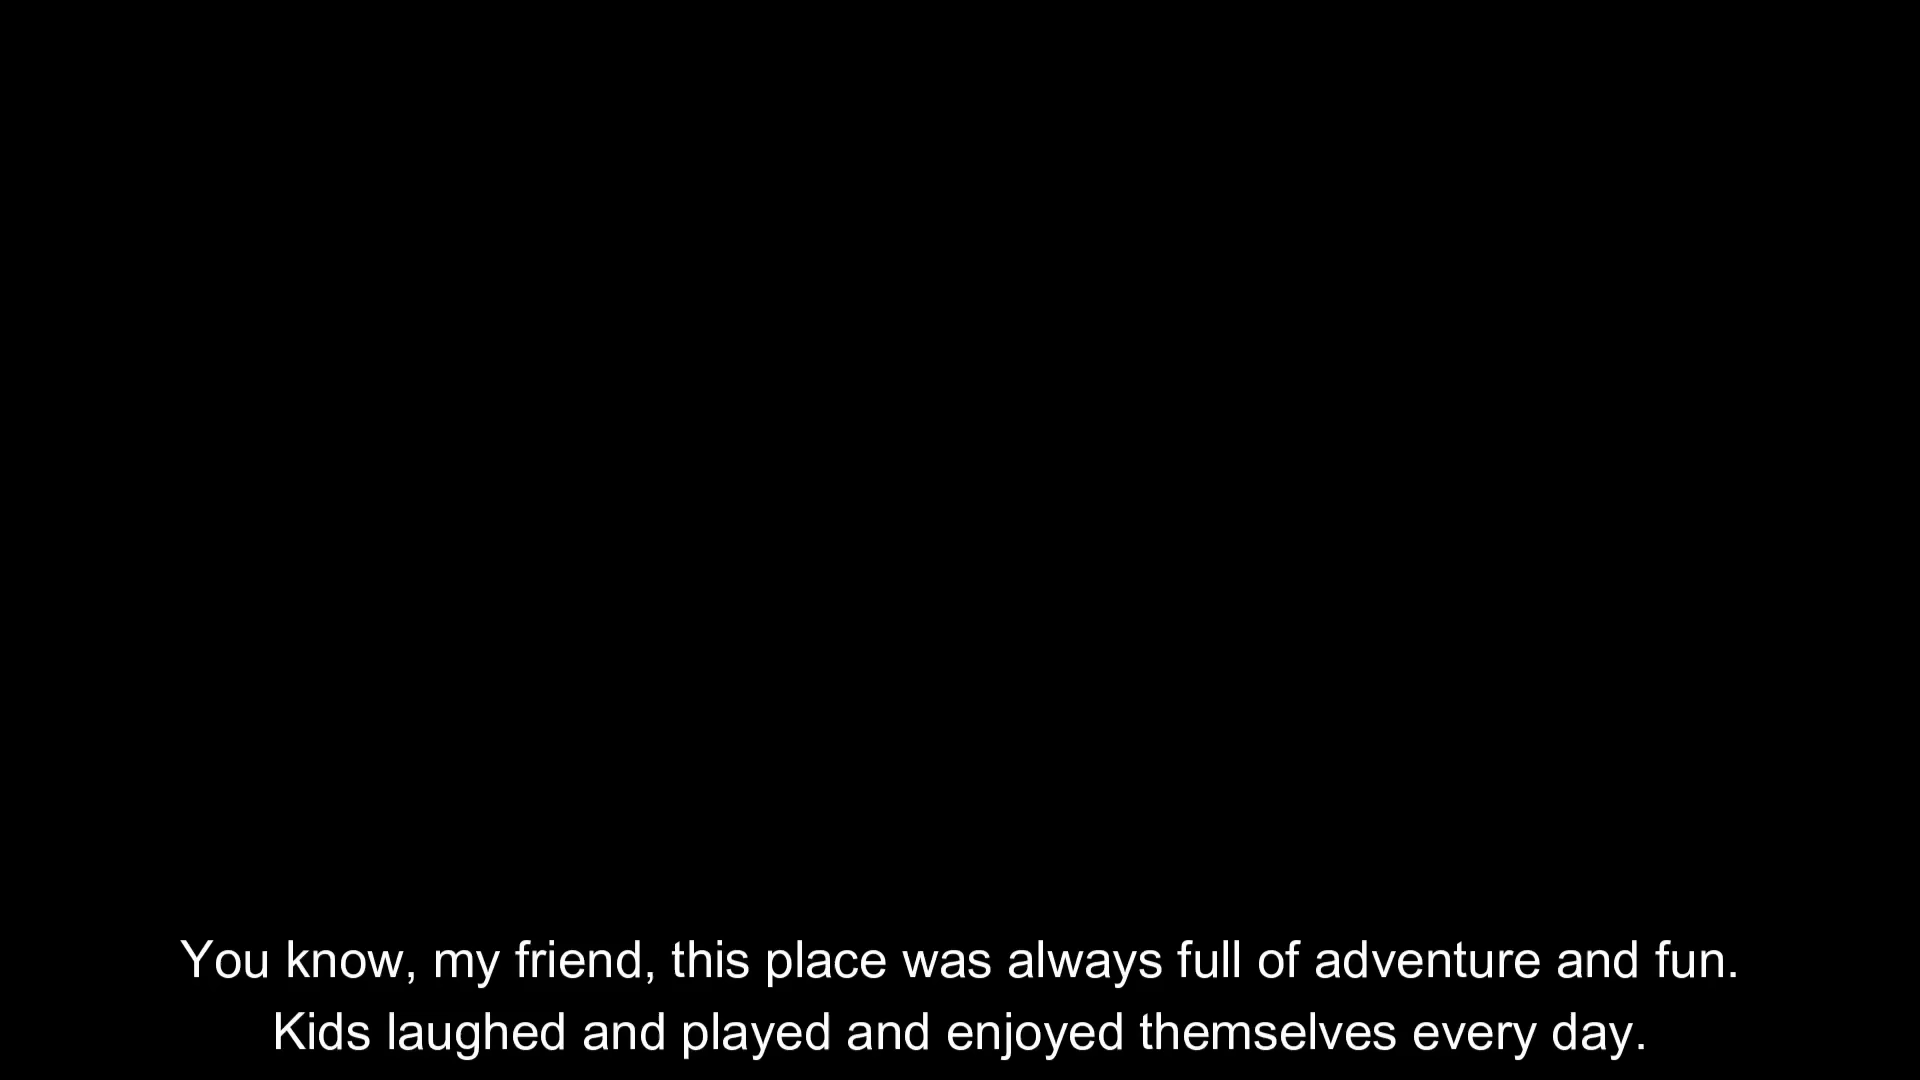 You know, my friend, this place was always full of adventure and fun.
Kids laughed and played and enjoyed themselves every day.